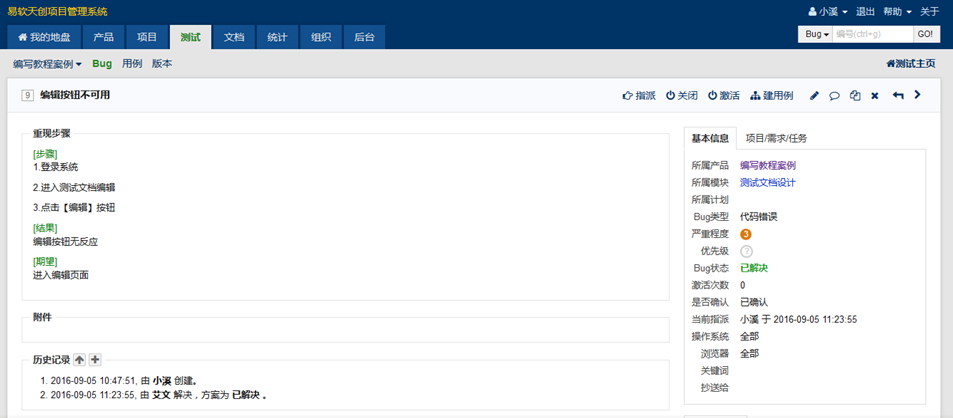 易软天创项目管理系统
小溪 退出 帮助 关于
我的地盘 产品 项目 测试 文档 统计 组织 后台
Bug 编号(ctrl+g) GO!
编写教程案例 Bug 用例 版本
测试主页
9 编辑按钮不可用
指派 关闭 激活 建用例
重现步骤
[步骤]
1.登录系统
2.进入测试文档编辑
3.点击【编辑】按钮
[结果]
编辑按钮无反应
[期望]
进入编辑页面
附件
历史记录
1. 2016-09-05 10:47:51, 由 小溪 创建。
2. 2016-09-05 11:23:55, 由 艾文 解决，方案为 已解决 。
基本信息 项目/需求/任务
所属产品 编写教程案例
所属模块 测试文档设计
所属计划
Bug类型 代码错误
严重程度 3
优先级 ?
Bug状态 已解决
激活次数 0
是否确认 已确认
当前指派 小溪 于 2016-09-05 11:23:55
操作系统 全部
浏览器 全部
关键词
抄送给